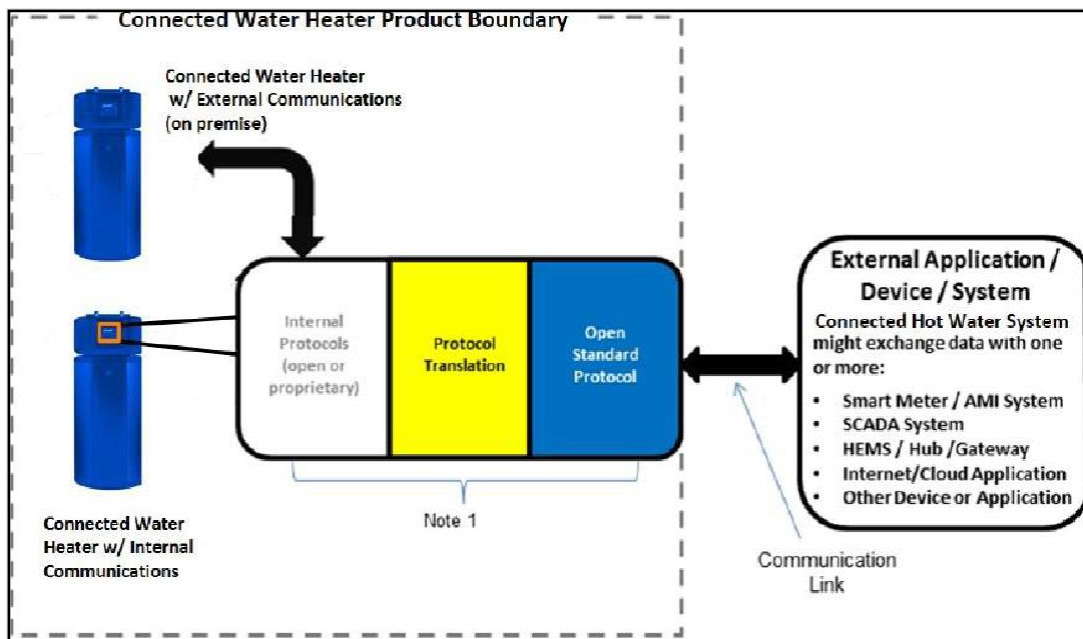 Connected Water Heater Product Boundary
Connected Water Heater
w/ External Communications
(on premise)
Internal
Protocols
(open or
proprietary)
Protocol
Translation
Open
Standard
Protocol
Note 1
Connected Water
Heater w/ Internal
Communications
External Application /
Device / System
Connected Hot Water System
might exchange data with one
or more:
• Smart Meter / AMI System
• SCADA System
• HEMS / Hub /Gateway
• Internet/Cloud Application
• Other Device or Application
Communication
Link